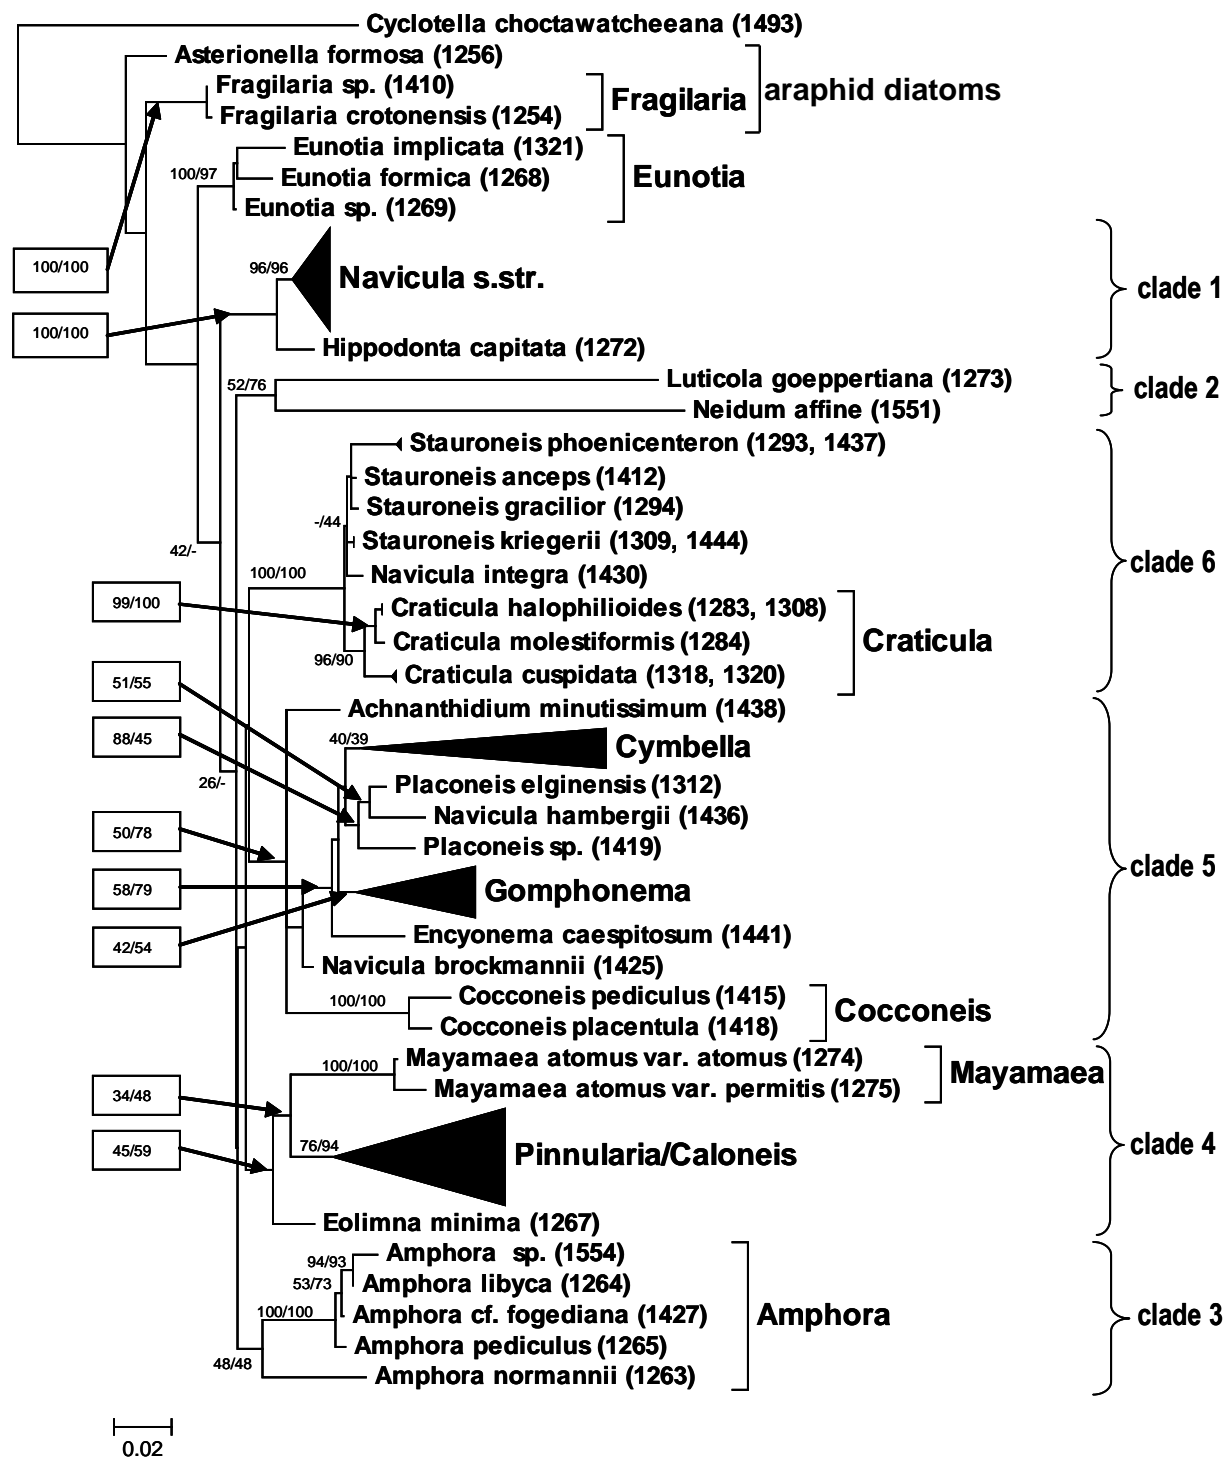 Cyclotella choctawatcheeana (1493)
Asterionella formosa (1256)
Fragilaria sp. (1410)
Fragilaria crotonensis (1254)
Fragilaria
araphid diatoms
Eunotia implicata (1321)
100/97
Eunotia formica (1268)
Eunotia
Eunotia sp. (1269)
100/100
96/96
Navicula s.str.
clade 1
100/100
Hippodonta capitata (1272)
52/76
Luticola goeppertiana (1273)
clade 2
Neidum affine (1551)
Stauroneis phoenicenteron (1293, 1437)
Stauroneis anceps (1412)
Stauroneis gracilior (1294)
-/44
Stauroneis kriegerii (1309, 1444)
42/-
clade 6
100/100
Navicula integra (1430)
99/100
Craticula halophilioides (1283, 1308)
Craticula molestiformis (1284)
Craticula
96/90
Craticula cuspidata (1318, 1320)
51/55
Achnanthidium minutissimum (1438)
88/45
40/39
Cymbella
26/-
Placoneis elginensis (1312)
Navicula hambergii (1436)
50/78
Placoneis sp. (1419)
clade 5
58/79
Gomphonema
42/54
Encyonema caespitosum (1441)
Navicula brockmannii (1425)
100/100
Cocconeis pediculus (1415)
Cocconeis
Cocconeis placentula (1418)
100/100
Mayamaea atomus var. atomus (1274)
Mayamaea
34/48
Mayamaea atomus var. permitis (1275)
45/59
76/94
Pinnularia/Caloneis
clade 4
Eolimna minima (1267)
94/93
Amphora sp. (1554)
53/73
Amphora libyca (1264)
100/100
Amphora cf. fogediana (1427)
Amphora
clade 3
Amphora pediculus (1265)
48/48
Amphora normannii (1263)
0.02